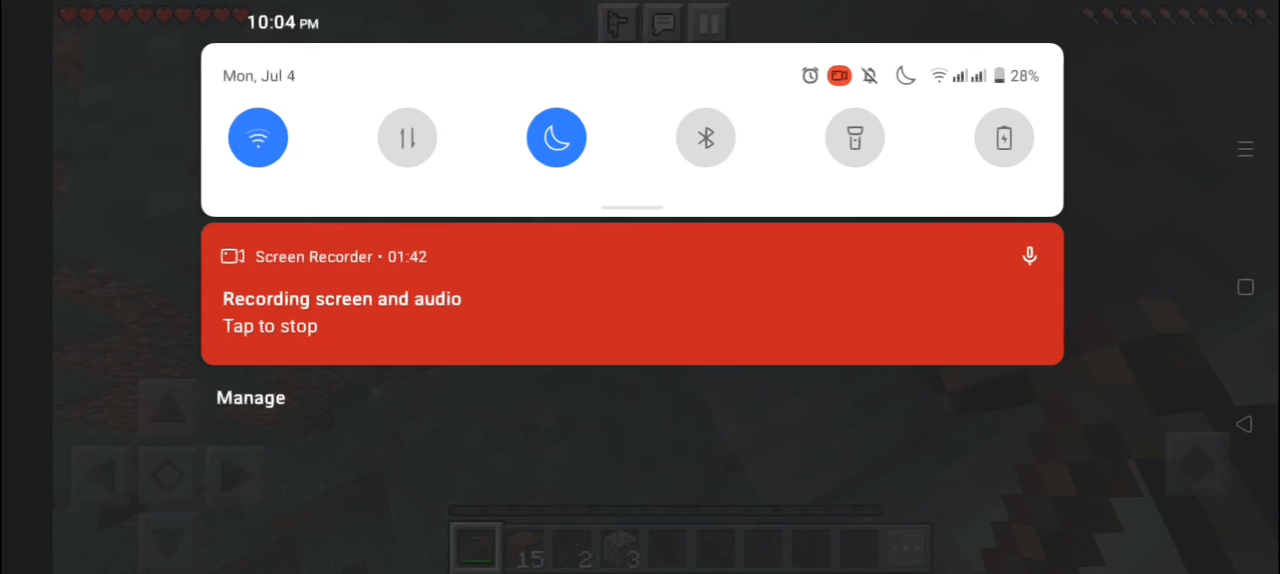 10:04 PM
Mon, Jul 4
28%
Screen Recorder • 01:42
Recording screen and audio
Tap to stop
Manage
15
2
3